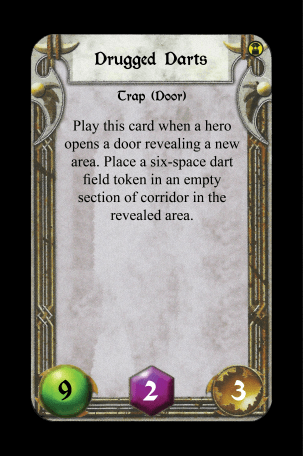 Drugged Darts
Trap (Door)
Play this card when a hero
opens a door revealing a new
area. Place a six-space dart
field token in an empty
section of corridor in the
revealed area.
9
2
3